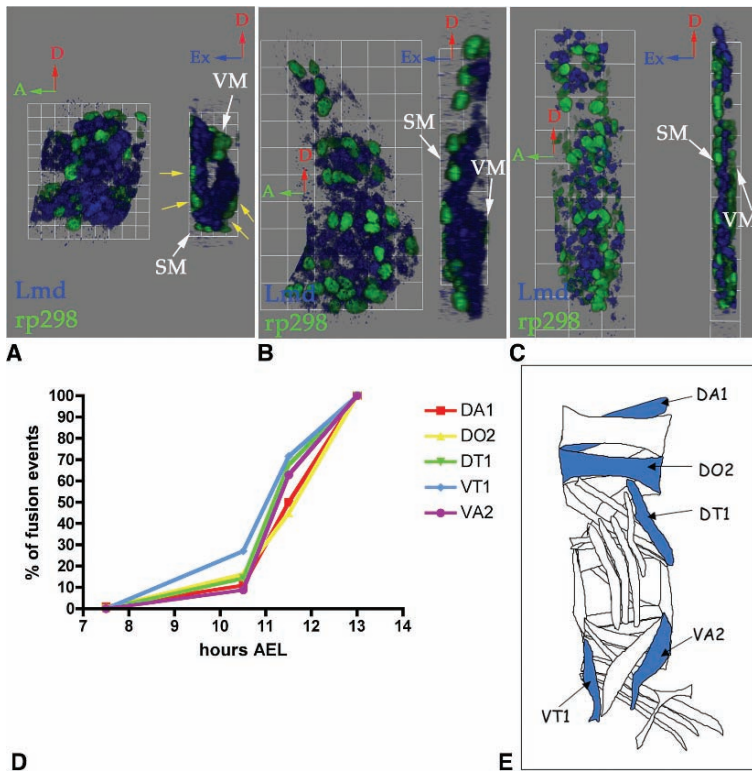 D
A
Ex
D
VM
SM
Lmd
rp298
A
D
A
D
Ex
SM
VM
Lmd
rp298
B
D
A
D
Ex
SM
VM
Lmd
rp298
C
% of fusion events
100
90
80
70
60
50
40
30
20
10
0
7 8 9 10 11 12 13 14
hours AEL
DA1
DO2
DT1
VT1
VA2
D
DA1
DO2
DT1
VA2
VT1
E